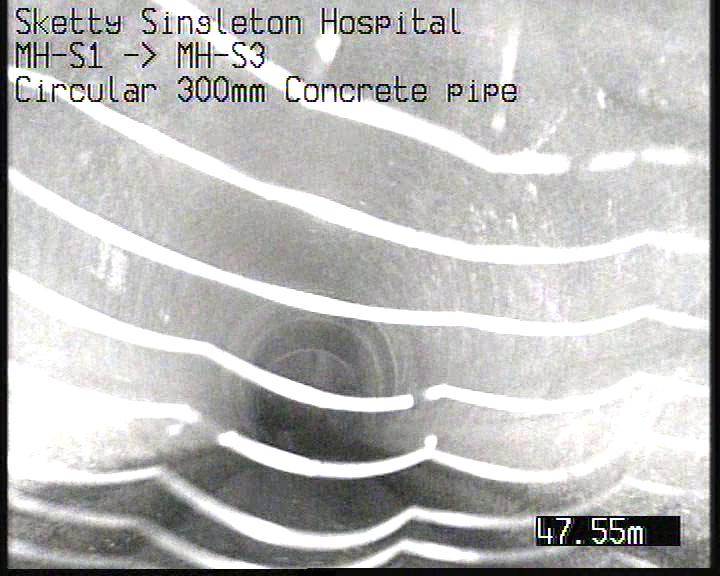 Sketty Singleton Hospital
MH-S1 -> MH-S3
Circular 300mm Concrete pipe
47.55m